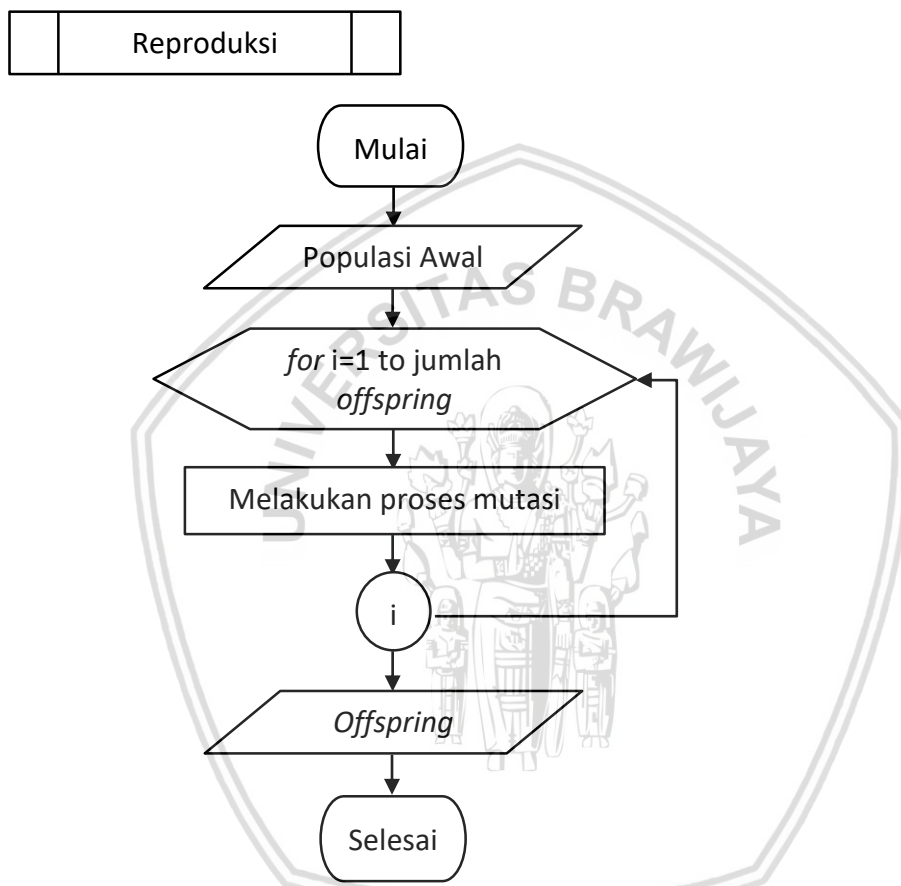 Reproduksi
Mulai
Populasi Awal
UNIVERSITAS BRAWIJAYA
for i=1 to jumlah
offspring
Melakukan proses mutasi
i
Offspring
Selesai